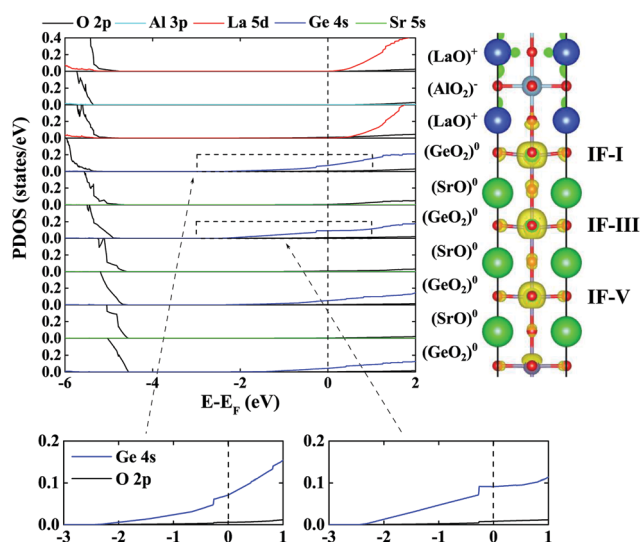 O 2p Al 3p La 5d Ge 4s Sr 5s
PDOS (states/eV)
0.4
0.2
0.0
0.2
0.0
0.2
0.0
0.2
0.0
0.2
0.0
0.2
0.0
0.2
0.0
0.2
0.0
0.2
0.0
0.2
0.0
-6 -4 -2 0 2
E-E_F (eV)
(LaO)⁺
(AlO₂)⁻
(LaO)⁺
(GeO₂)⁰ IF-I
(SrO)⁰
(GeO₂)⁰ IF-III
(SrO)⁰
(GeO₂)⁰ IF-V
(SrO)⁰
(GeO₂)⁰
0.2
0.1
0.0
Ge 4s
O 2p
-3 -2 -1 0 1
0.2
0.1
0.0
-3 -2 -1 0 1